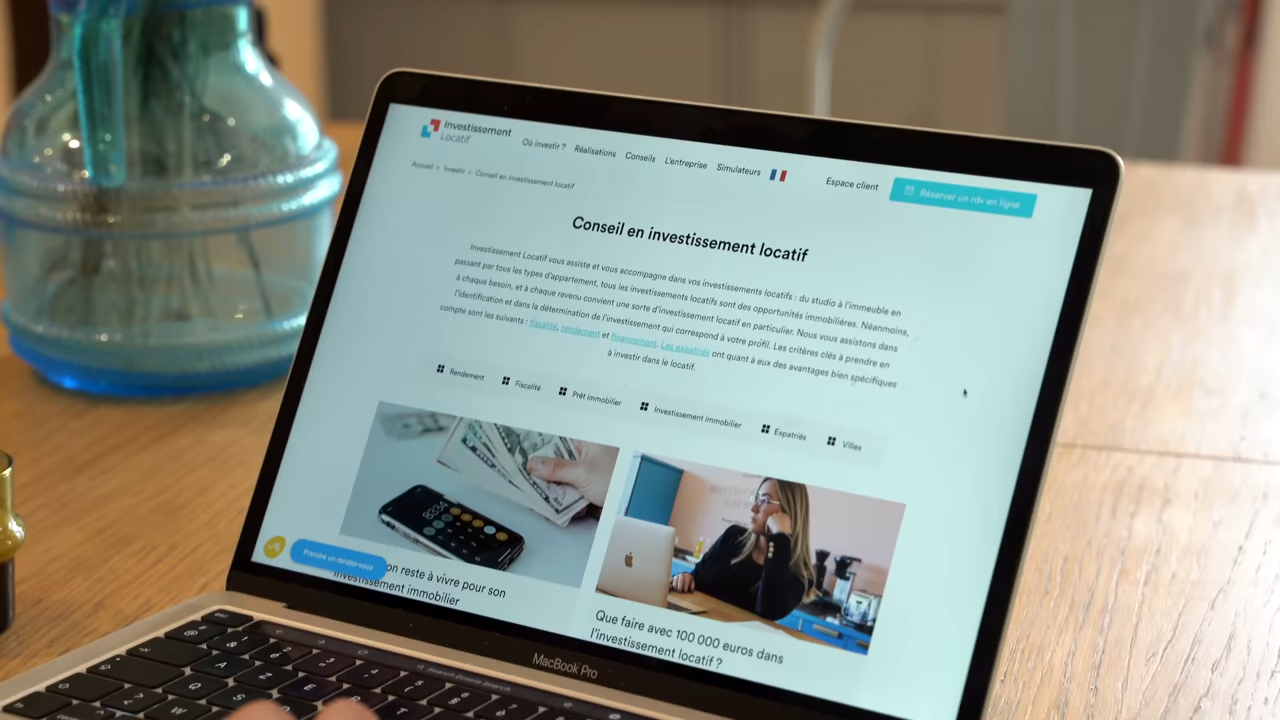 Investissement
Locatif
Où investir ?
Réalisations
Conseils
L'entreprise
Simulateurs
Espace client
Réserver un rdv en ligne
Accueil > Investir > Conseil en investissement locatif
Conseil en investissement locatif
Investissement Locatif vous assiste et vous accompagne dans vos investissements locatifs : du studio à l'immeuble en
passant par tous les types d'appartement, tous les investissements locatifs sont des opportunités immobilières. Néanmoins,
à chaque besoin, et à chaque revenu convient une sorte d'investissement locatif en particulier. Nous vous assistons dans
l'identification et dans la détermination de l'investissement qui correspond à votre profil. Les critères clés à prendre en
compte sont les suivants : fiscalité, rendement et financement. Les expatriés ont quant à eux des avantages bien spécifiques
à investir dans le locatif.
Rendement
Fiscalité
Prêt immobilier
Investissement immobilier
Expatriés
Villes
8334
Prendre un rendez-vous
on reste à vivre pour son
investissement immobilier
Que faire avec 100 000 euros dans
l'investissement locatif ?
MacBook Pro
esc
A
Z
E
Q
S
W